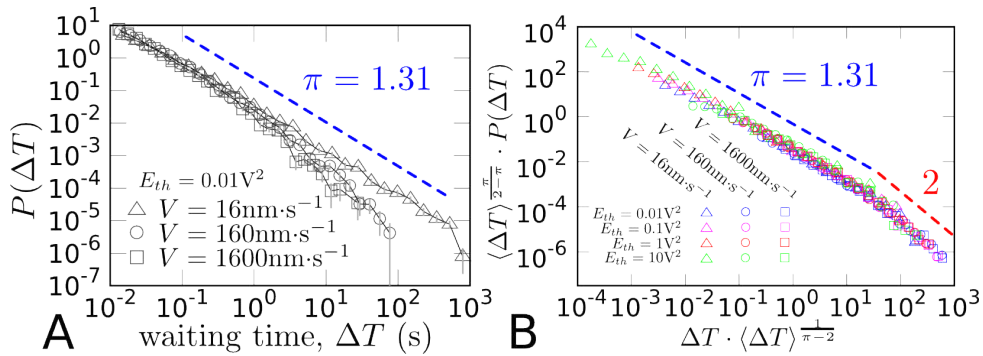 10^1
10^0
10^-1
10^-2
10^-3
10^-4
10^-5
10^-6
10^-7
P(ΔT)
π = 1.31
E_th = 0.01V^2
V = 16nm·s^-1
V = 160nm·s^-1
V = 1600nm·s^-1
10^-2 10^-1 10^0 10^1 10^2 10^3
A
waiting time, ΔT (s)
10^4
10^2
10^0
10^-2
10^-4
10^-6
⟨ΔT⟩^(π/(2-π)) · P(ΔT)
π = 1.31
2
V = 16nm·s^-1
V = 160nm·s^-1
V = 1600nm·s^-1
E_th = 0.01V^2
E_th = 0.1V^2
E_th = 1V^2
E_th = 10V^2
10^-4 10^-3 10^-2 10^-1 10^0 10^1 10^2 10^3
B
ΔT · ⟨ΔT⟩^(1/(π-2))